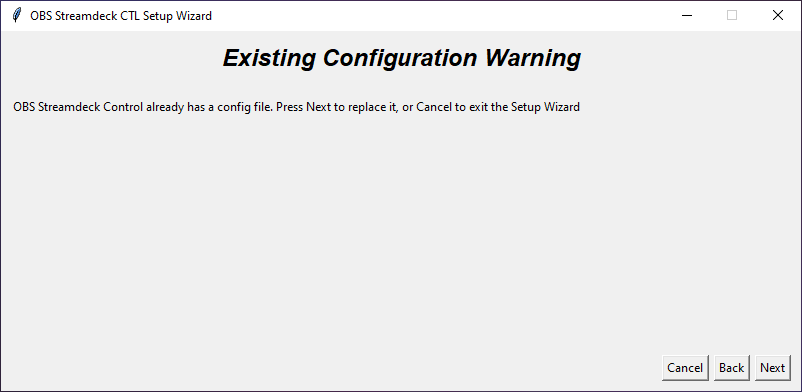 OBS Streamdeck CTL Setup Wizard
Existing Configuration Warning
OBS Streamdeck Control already has a config file. Press Next to replace it, or Cancel to exit the Setup Wizard
Cancel Back Next